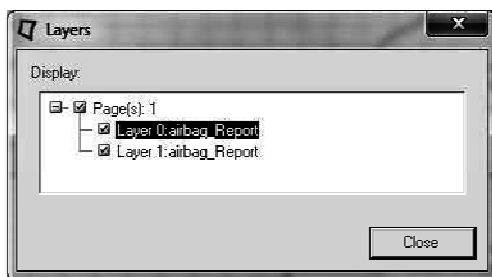 Layers
Display:
Page(s): 1
Layer 0:airbag_Report
Layer 1:airbag_Report
Close